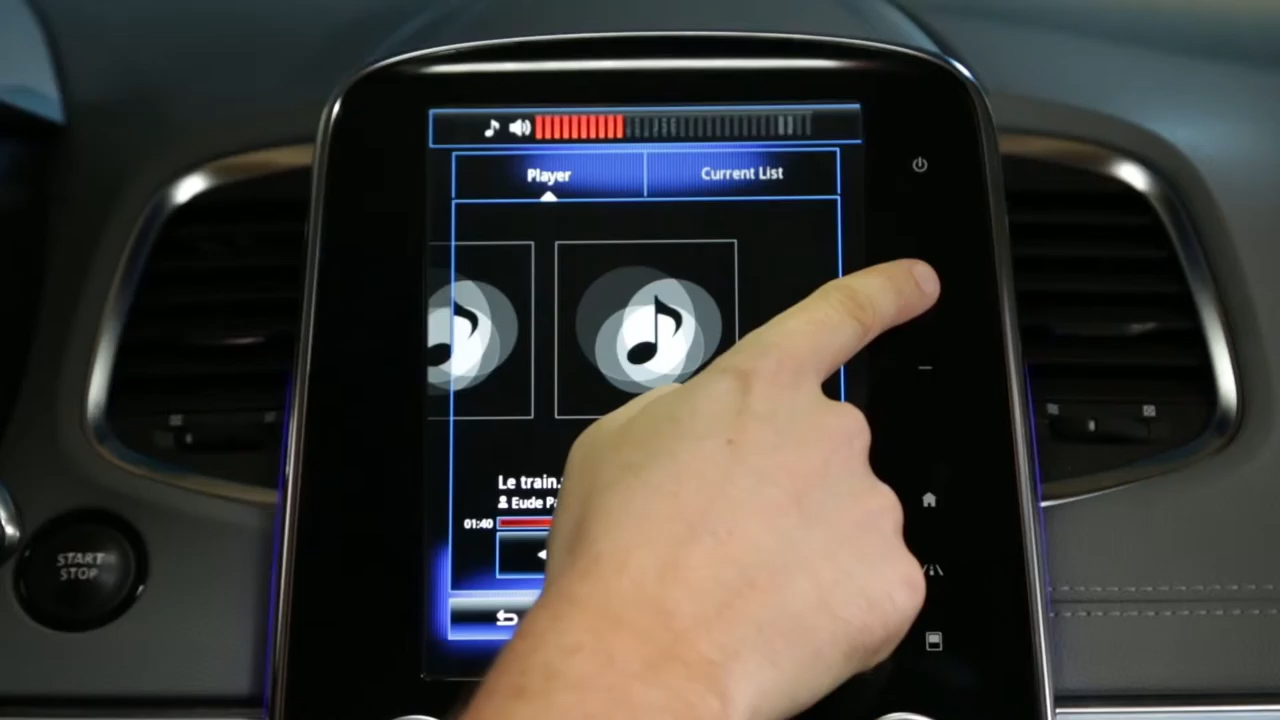 Player
Current List
Le train.
Eude Pa
01:40
START
STOP